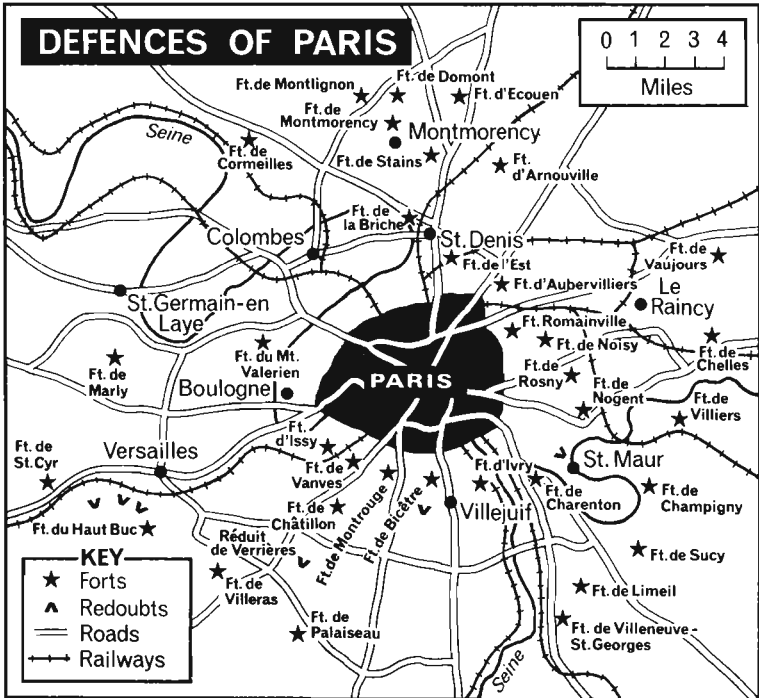 DEFENCES OF PARIS
0 1 2 3 4
Miles
Ft. de Montlignon
Ft. de Domont
Ft. d'Ecouen
Ft. de
Montmorency
Montmorency
Seine
Ft. de
Cormeilles
Ft. de Stains
Ft.
d'Arnouville
Ft. de
la Briche
Colombes
St. Denis
Ft. de l'Est
Ft. de
Vaujours
Ft. d'Aubervilliers
Le
Raincy
St. Germain-en
Laye
Ft. Romainville
Ft. de Noisy
Ft. du Mt.
Valerien
Ft. de
Marly
Ft. de
Rosny
Ft. de
Chelles
PARIS
Boulogne
Ft. de
Nogent
Ft. de
Villiers
Ft.
d'Issy
Versailles
Ft. de
St. Cyr
Ft. de
Vanves
Ft. d'Ivry
St. Maur
Ft. de
Charenton
Ft. de
Champigny
Ft. de
Châtillon
Ft. de Montrouge
Ft. de Bicêtre
Villejuif
Ft. du Haut Buc
Réduit
de Verrières
Ft. de Sucy
Ft. de
Villeras
Ft. de Limeil
Ft. de
Palaiseau
Ft. de Villeneuve-
St. Georges
Seine
KEY
Forts
Redoubts
Roads
Railways